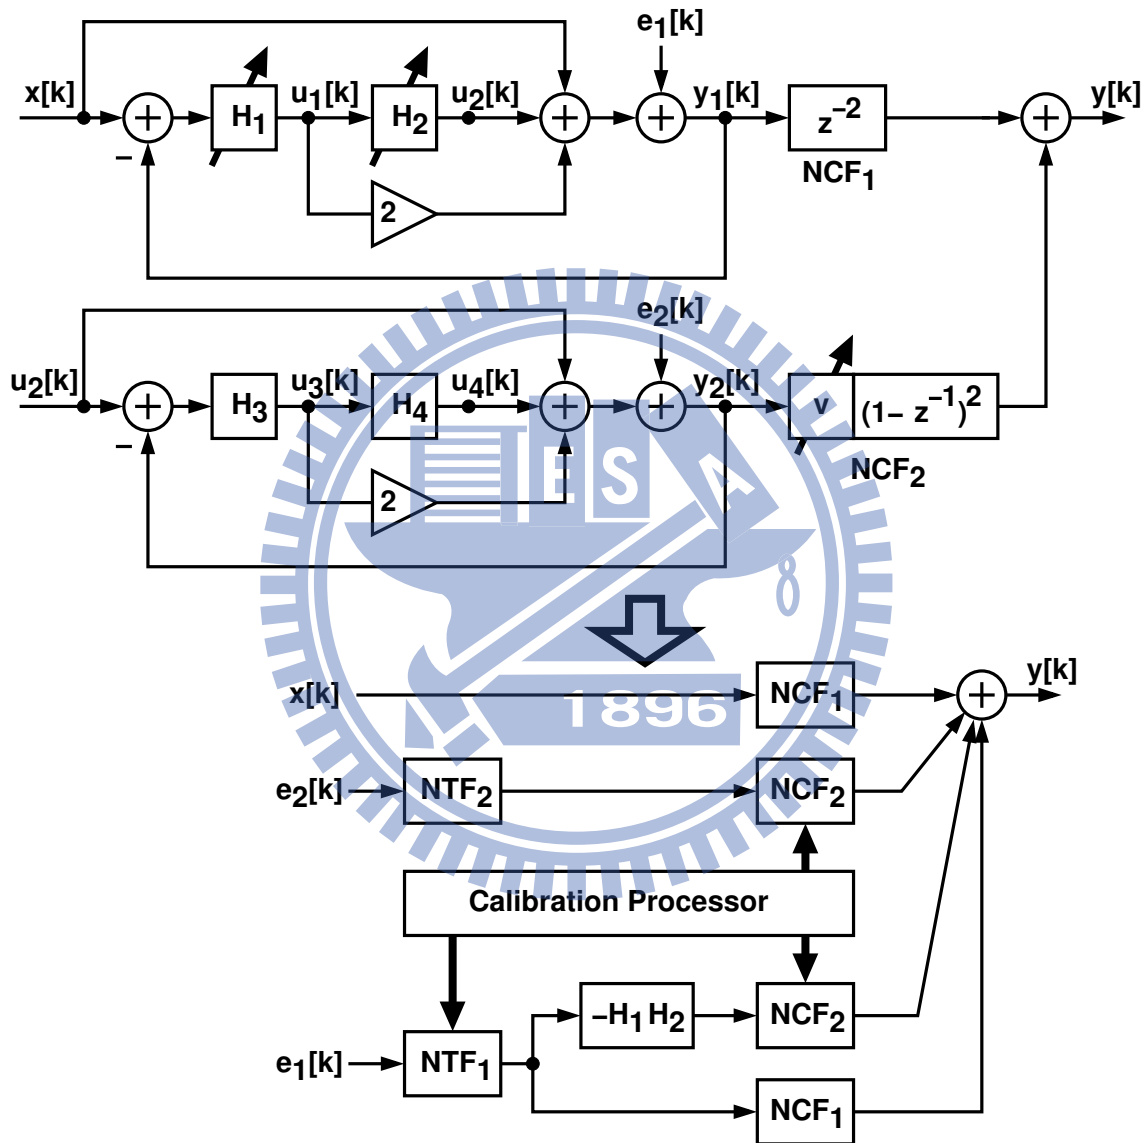 e1[k]
x[k] u1[k] u2[k] y1[k] y[k]
+ H1 H2 + + z−2 +
− NCF1
2
e2[k]
u2[k] u3[k] u4[k] y2[k]
+ H3 H4 + + v (1− z−1)2
− NCF2
2
E S A
8
1896
x[k] NCF1 + y[k]
e2[k] NTF2 NCF2
Calibration Processor
−H1 H2 NCF2
e1[k] NTF1
NCF1